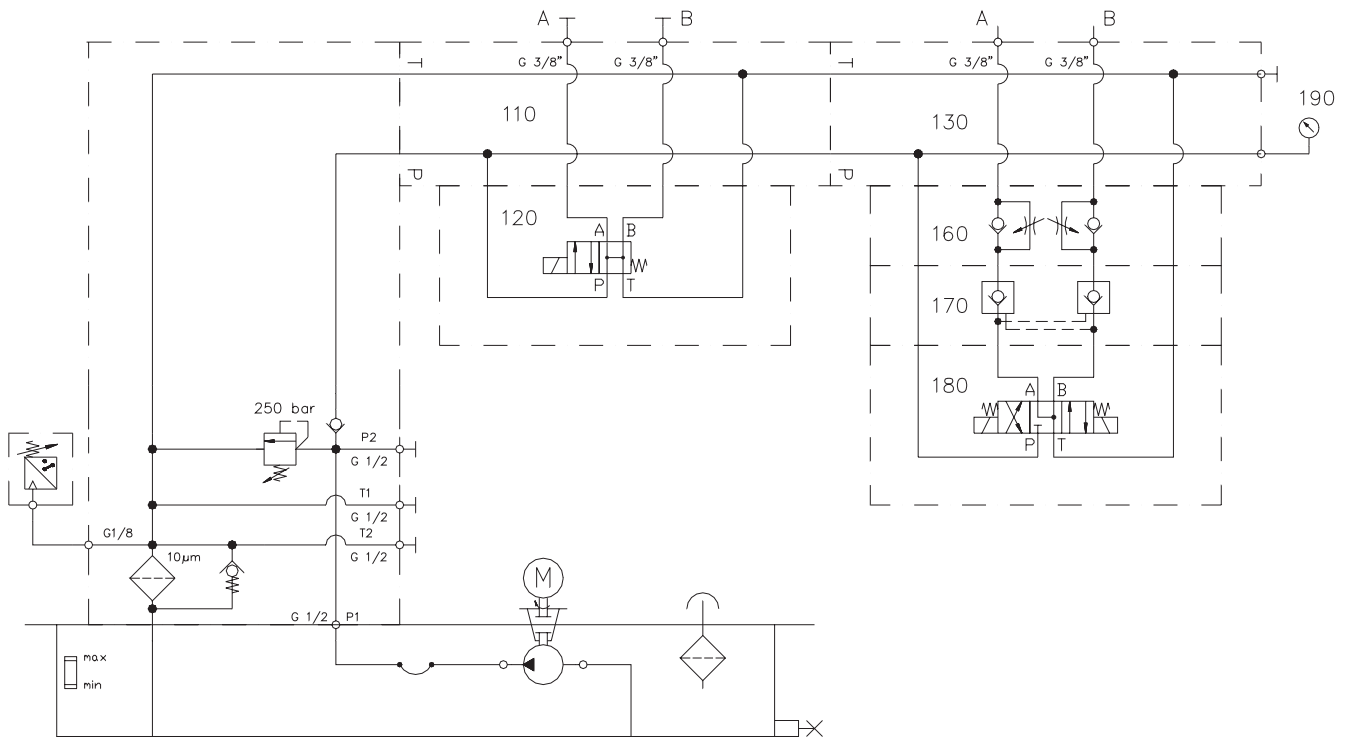 A B A B
T G 3/8" G 3/8" T G 3/8" G 3/8"
190
110 130
P P
120
160
A B
P T
170
180
A B
P T
250 bar
P2
G 1/2
T1
G 1/2
G1/8 T2
10µm G 1/2
M
G 1/2 P1
max
min